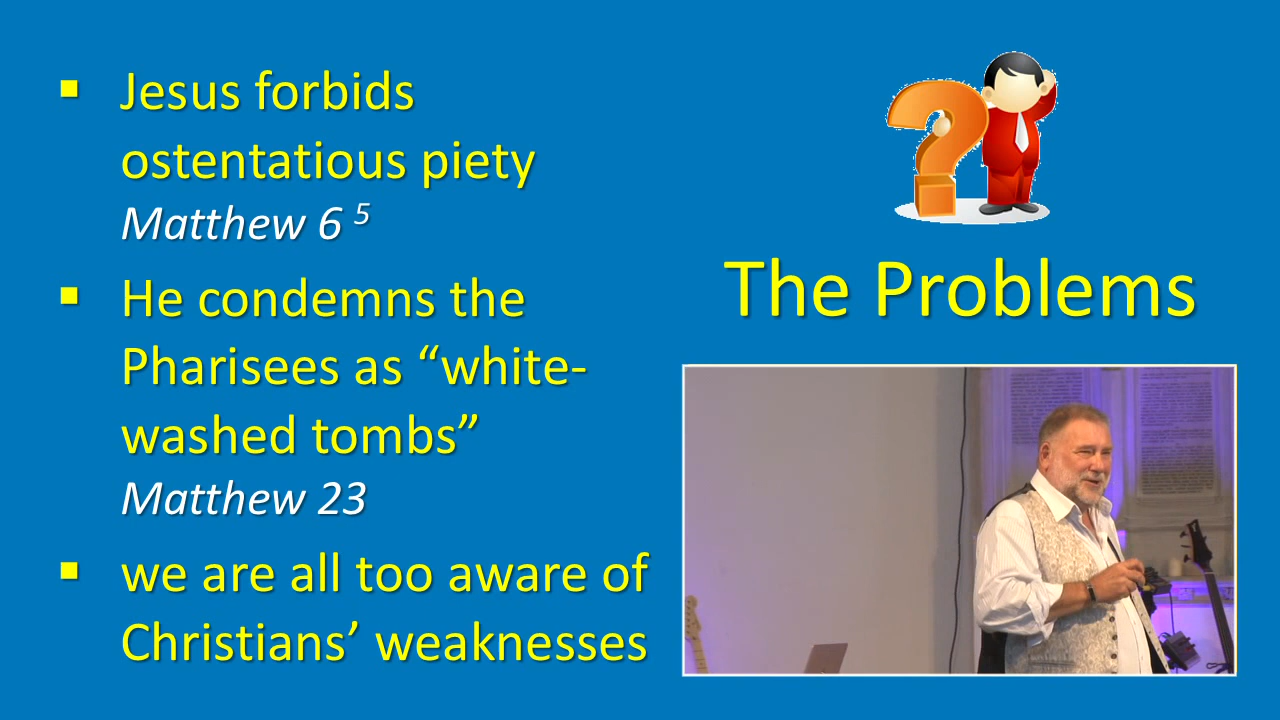 ▪ Jesus forbids
ostentatious piety
Matthew 6 ⁵
▪ He condemns the
Pharisees as “white-
washed tombs”
Matthew 23
▪ we are all too aware of
Christians’ weaknesses
The Problems